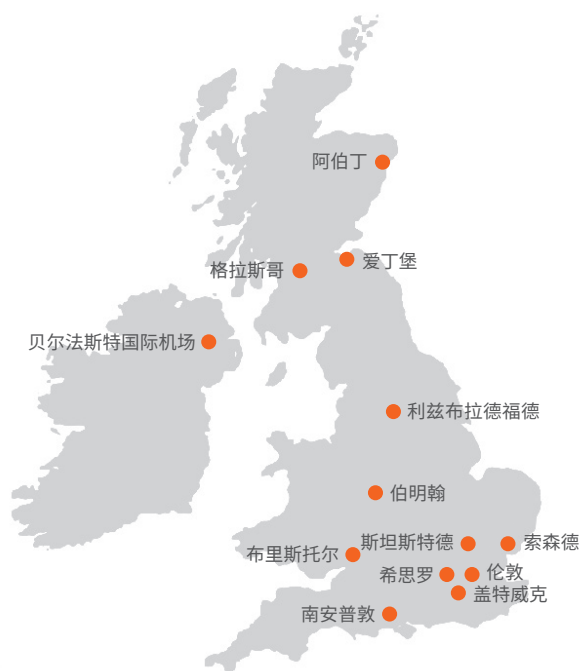 阿伯丁
爱丁堡
格拉斯哥
贝尔法斯特国际机场
利兹布拉德福德
伯明翰
斯坦斯特德
索森德
布里斯托尔
希思罗
伦敦
盖特威克
南安普敦